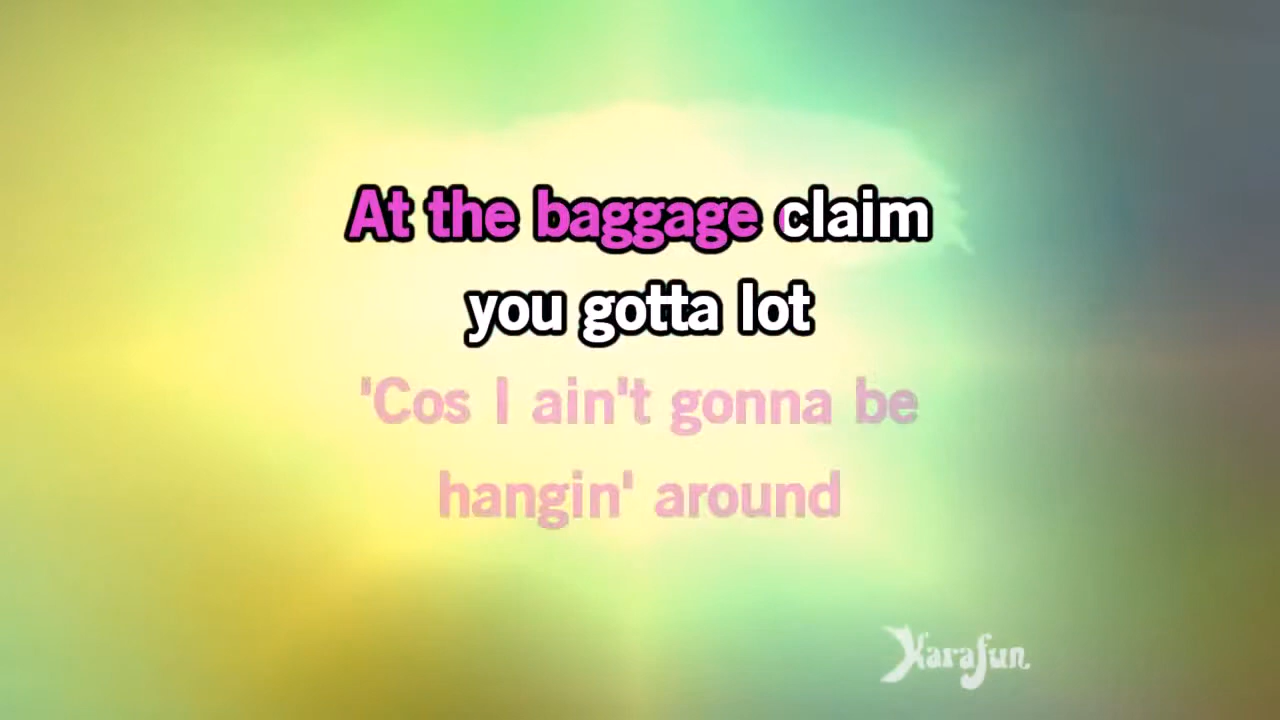 At the baggage claim
you gotta lot
'Cos I ain't gonna be
hangin' around
Karafun